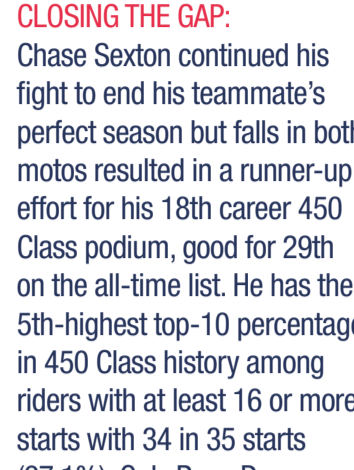 CLOSING THE GAP:
Chase Sexton continued his
fight to end his teammate’s
perfect season but falls in both
motos resulted in a runner-up
effort for his 18th career 450
Class podium, good for 29th
on the all-time list. He has the
5th-highest top-10 percentage
in 450 Class history among
riders with at least 16 or more
starts with 34 in 35 starts